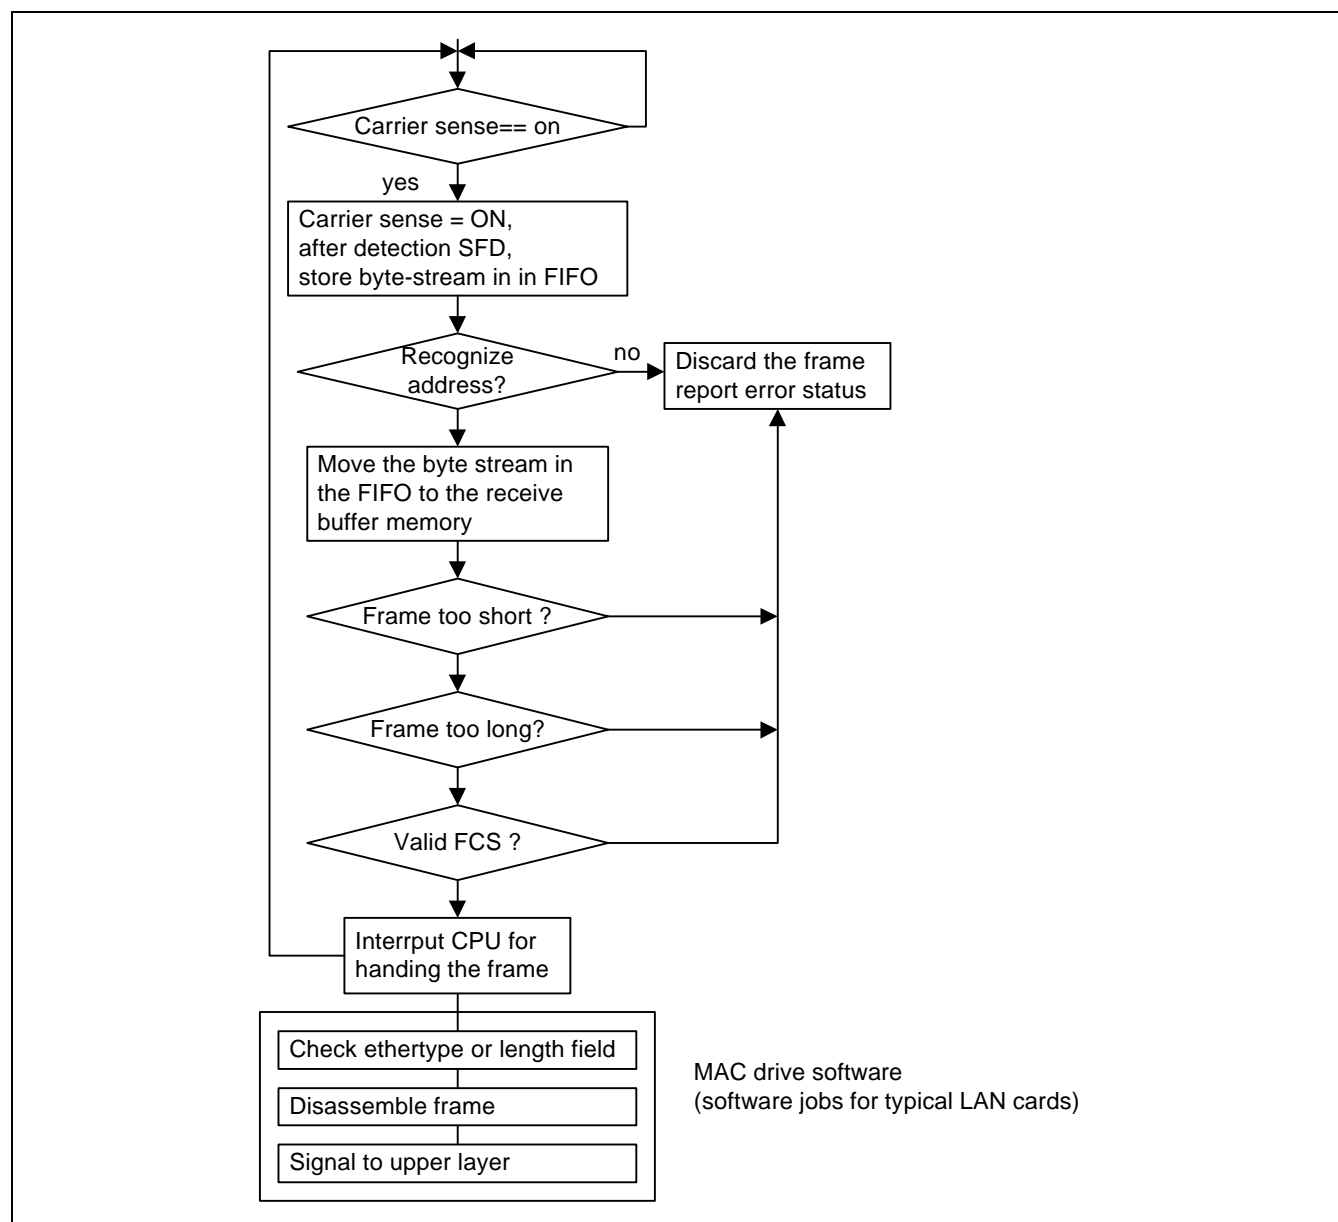 Carrier sense== on
yes
Carrier sense = ON,
after detection SFD,
store byte-stream in in FIFO
Recognize
address?
no
Discard the frame
report error status
Move the byte stream in
the FIFO to the receive
buffer memory
Frame too short ?
Frame too long?
Valid FCS ?
Interrput CPU for
handing the frame
Check ethertype or length field
Disassemble frame
Signal to upper layer
MAC drive software
(software jobs for typical LAN cards)